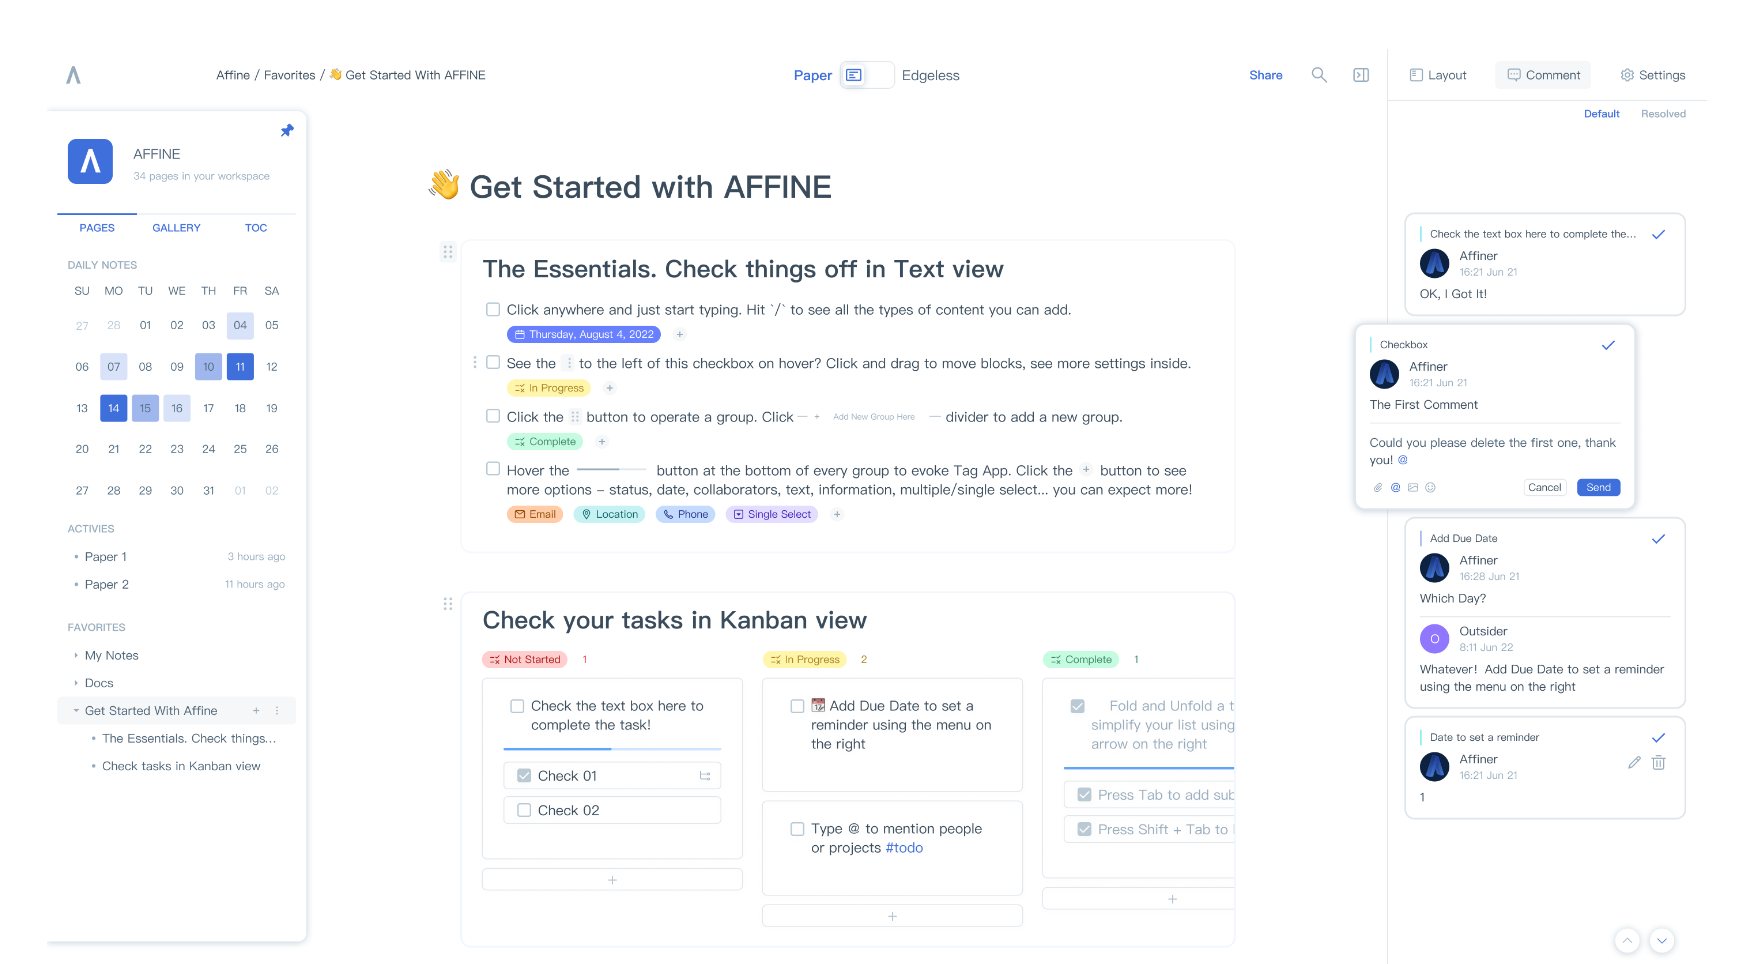 Affine / Favorites / 👋 Get Started With AFFINE
Paper
Edgeless
Share
Layout
Comment
Settings
Default
Resolved
AFFINE
34 pages in your workspace
PAGES
GALLERY
TOC
DAILY NOTES
SU MO TU WE TH FR SA
27 28 01 02 03 04 05
06 07 08 09 10 11 12
13 14 15 16 17 18 19
20 21 22 23 24 25 26
27 28 29 30 31 01 02
ACTIVIES
Paper 1 3 hours ago
Paper 2 11 hours ago
FAVORITES
My Notes
Docs
Get Started With Affine
The Essentials. Check things...
Check tasks in Kanban view
👋 Get Started with AFFINE
The Essentials. Check things off in Text view
Click anywhere and just start typing. Hit `/` to see all the types of content you can add.
Thursday, August 4, 2022 +
See the ⋮ to the left of this checkbox on hover? Click and drag to move blocks, see more settings inside.
In Progress +
Click the ⠿ button to operate a group. Click — + Add New Group Here — divider to add a new group.
Complete +
Hover the button at the bottom of every group to evoke Tag App. Click the + button to see
more options – status, date, collaborators, text, information, multiple/single select... you can expect more!
Email Location Phone Single Select +
Check your tasks in Kanban view
Not Started 1
Check the text box here to
complete the task!
Check 01
Check 02
+
In Progress 2
📆 Add Due Date to set a
reminder using the menu on
the right
Type @ to mention people
or projects #todo
+
Complete 1
Fold and Unfold a t
simplify your list using
arrow on the right
Press Tab to add sub
Press Shift + Tab to
+
Check the text box here to complete the...
Affiner
16:21 Jun 21
OK, I Got It!
Checkbox
Affiner
16:21 Jun 21
The First Comment
Could you please delete the first one, thank
you! @
@
Cancel
Send
Add Due Date
Affiner
16:28 Jun 21
Which Day?
O
Outsider
8:11 Jun 22
Whatever! Add Due Date to set a reminder
using the menu on the right
Date to set a reminder
Affiner
16:21 Jun 21
1